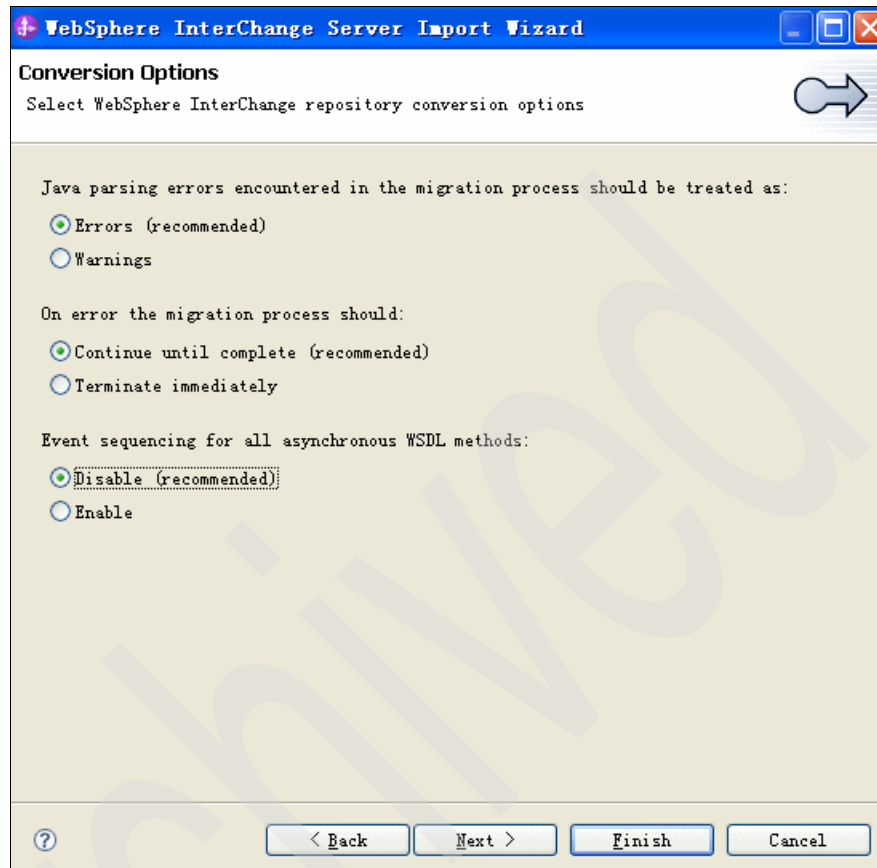 WebSphere InterChange Server Import Wizard
Conversion Options
Select WebSphere InterChange repository conversion options
Java parsing errors encountered in the migration process should be treated as:
Errors (recommended)
Warnings
On error the migration process should:
Continue until complete (recommended)
Terminate immediately
Event sequencing for all asynchronous WSDL methods:
Disable (recommended)
Enable
? < Back Next > Finish Cancel
chived